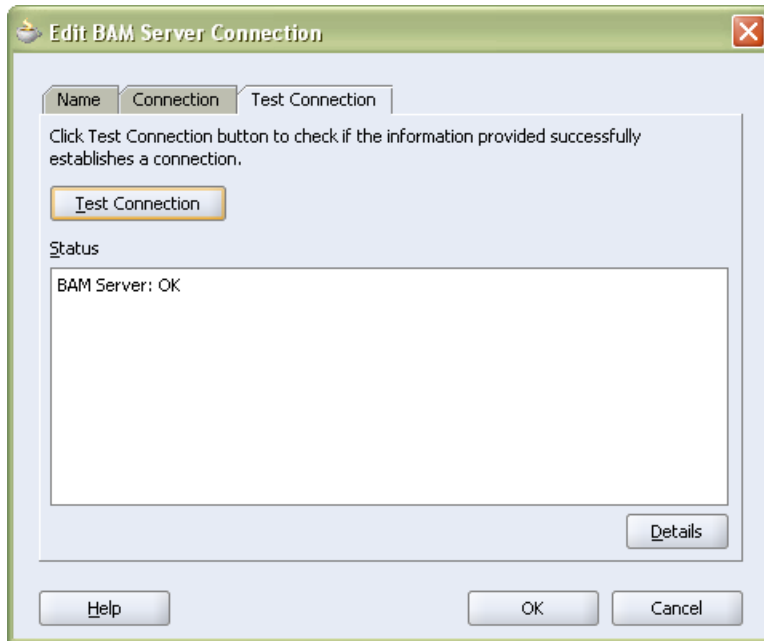 Edit BAM Server Connection
Name Connection Test Connection
Click Test Connection button to check if the information provided successfully
establishes a connection.
Test Connection
Status
BAM Server: OK
Details
Help OK Cancel